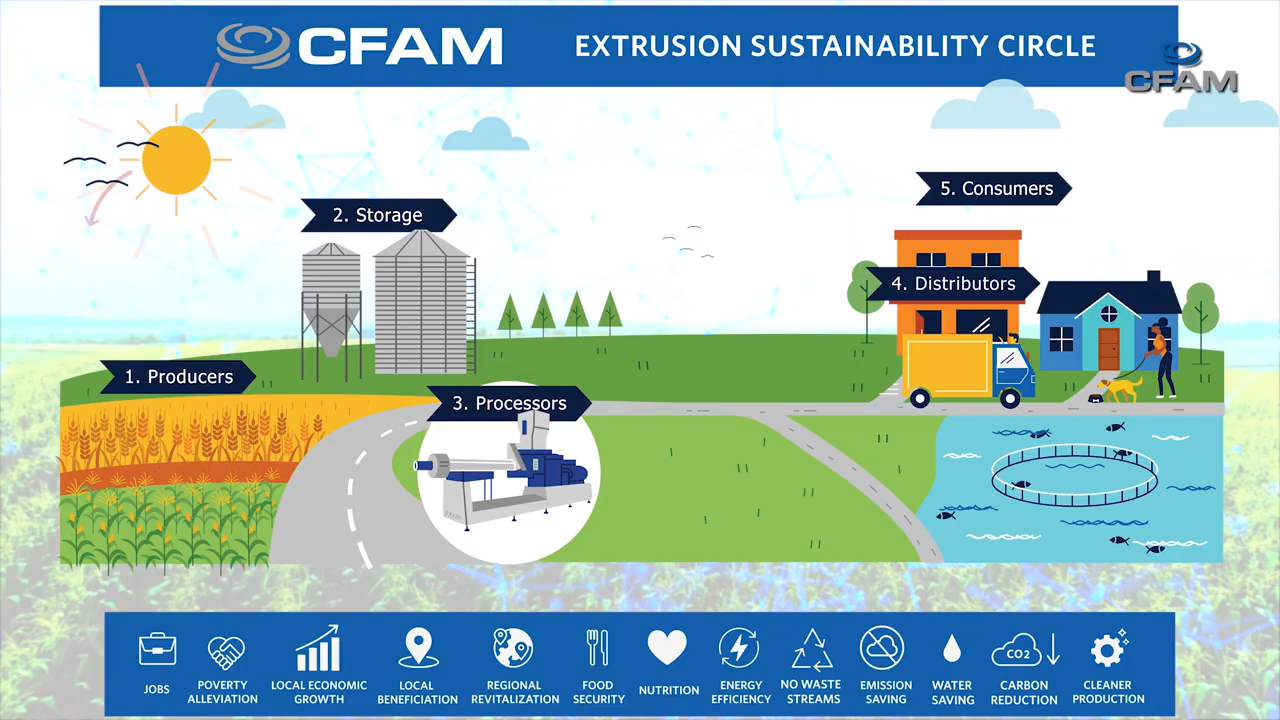 CFAM
EXTRUSION SUSTAINABILITY CIRCLE
CFAM
5. Consumers
2. Storage
4. Distributors
1. Producers
3. Processors
JOBS
POVERTY
ALLEVIATION
LOCAL ECONOMIC
GROWTH
LOCAL
BENEFICIATION
REGIONAL
REVITALIZATION
FOOD
SECURITY
NUTRITION
ENERGY
EFFICIENCY
NO WASTE
STREAMS
EMISSION
SAVING
WATER
SAVING
CO2
CARBON
REDUCTION
CLEANER
PRODUCTION